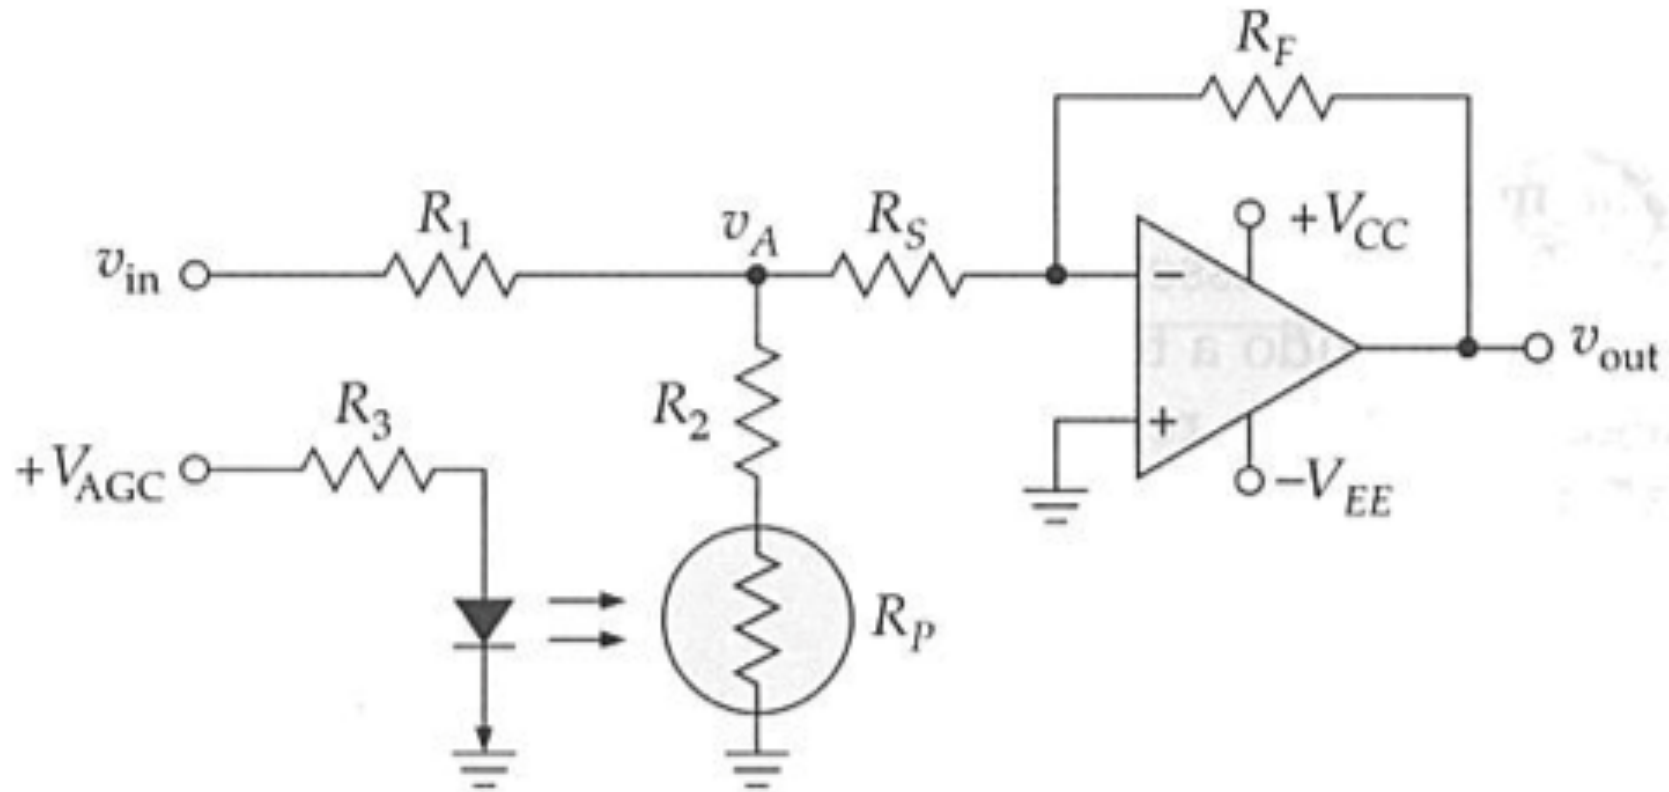 R_F
+V_CC
R_1
v_A
R_S
v_in
−
v_out
R_3
R_2
+
+V_AGC
−V_EE
R_P